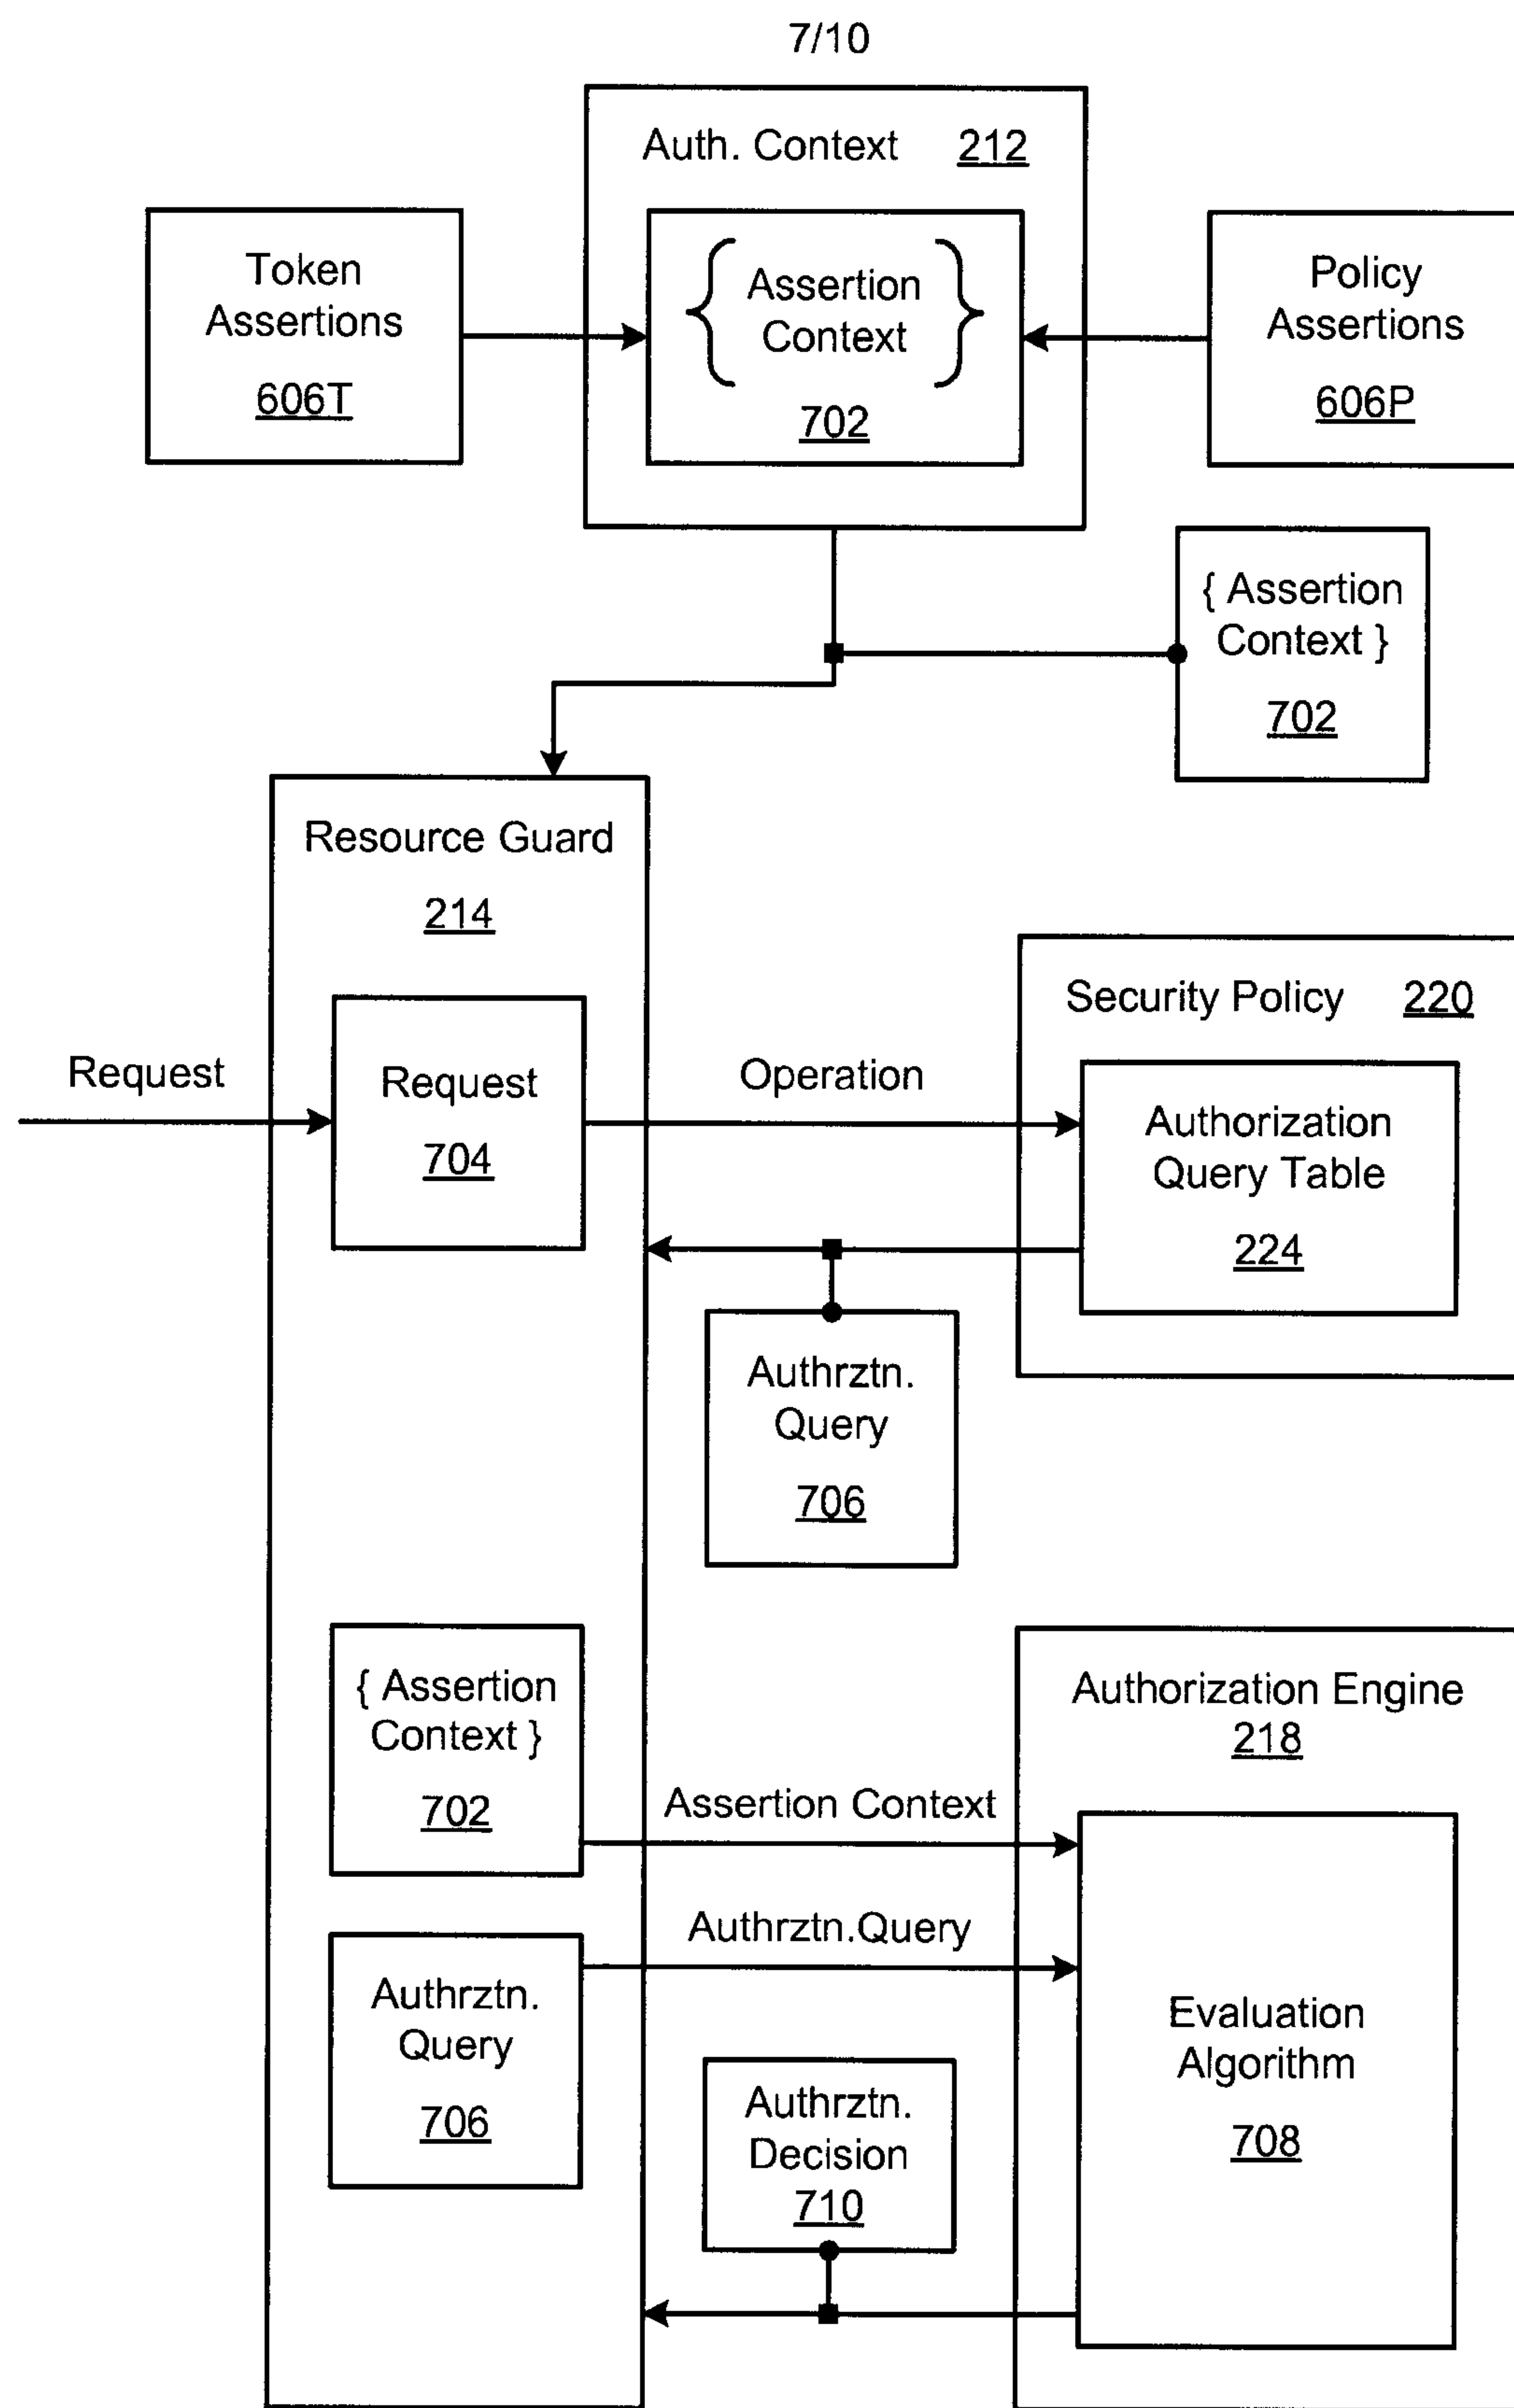 7/10
Auth. Context 212
Token
Assertions
606T
{ Assertion
Context }
702
Policy
Assertions
606P
{ Assertion
Context }
702
Resource Guard
214
Security Policy 220
Request
Request
704
Operation
Authorization
Query Table
224
Authrztn.
Query
706
{ Assertion
Context }
702
Authorization Engine
218
Assertion Context
Authrztn.Query
Authrztn.
Query
706
Evaluation
Algorithm
708
Authrztn.
Decision
710